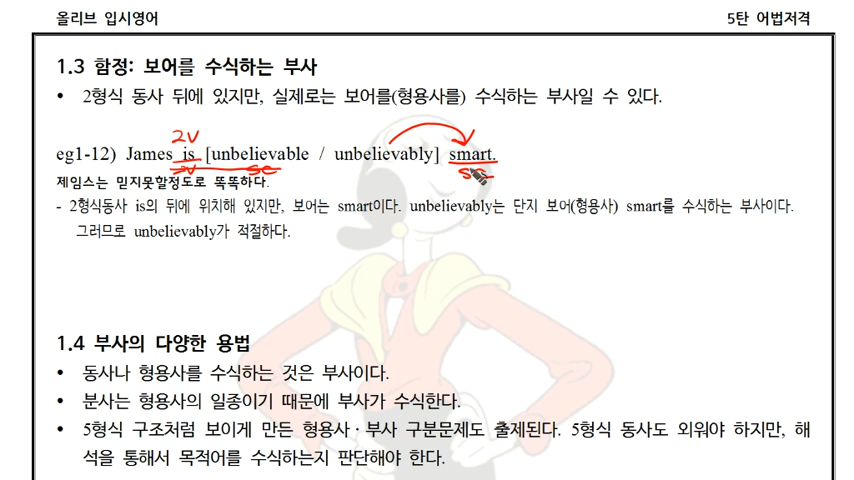 올리브 입시영어
5탄 어법저격
1.3 함정: 보어를 수식하는 부사
• 2형식 동사 뒤에 있지만, 실제로는 보어를(형용사를) 수식하는 부사일 수 있다.
2V
eg1-12) James is [unbelievable / unbelievably] smart.
2V SC SC
제임스는 믿지못할정도로 똑똑하다.
- 2형식동사 is의 뒤에 위치해 있지만, 보어는 smart이다. unbelievably는 단지 보어(형용사) smart를 수식하는 부사이다.
그러므로 unbelievably가 적절하다.
1.4 부사의 다양한 용법
• 동사나 형용사를 수식하는 것은 부사이다.
• 분사는 형용사의 일종이기 때문에 부사가 수식한다.
• 5형식 구조처럼 보이게 만든 형용사·부사 구분문제도 출제된다. 5형식 동사도 외워야 하지만, 해
석을 통해서 목적어를 수식하는지 판단해야 한다.